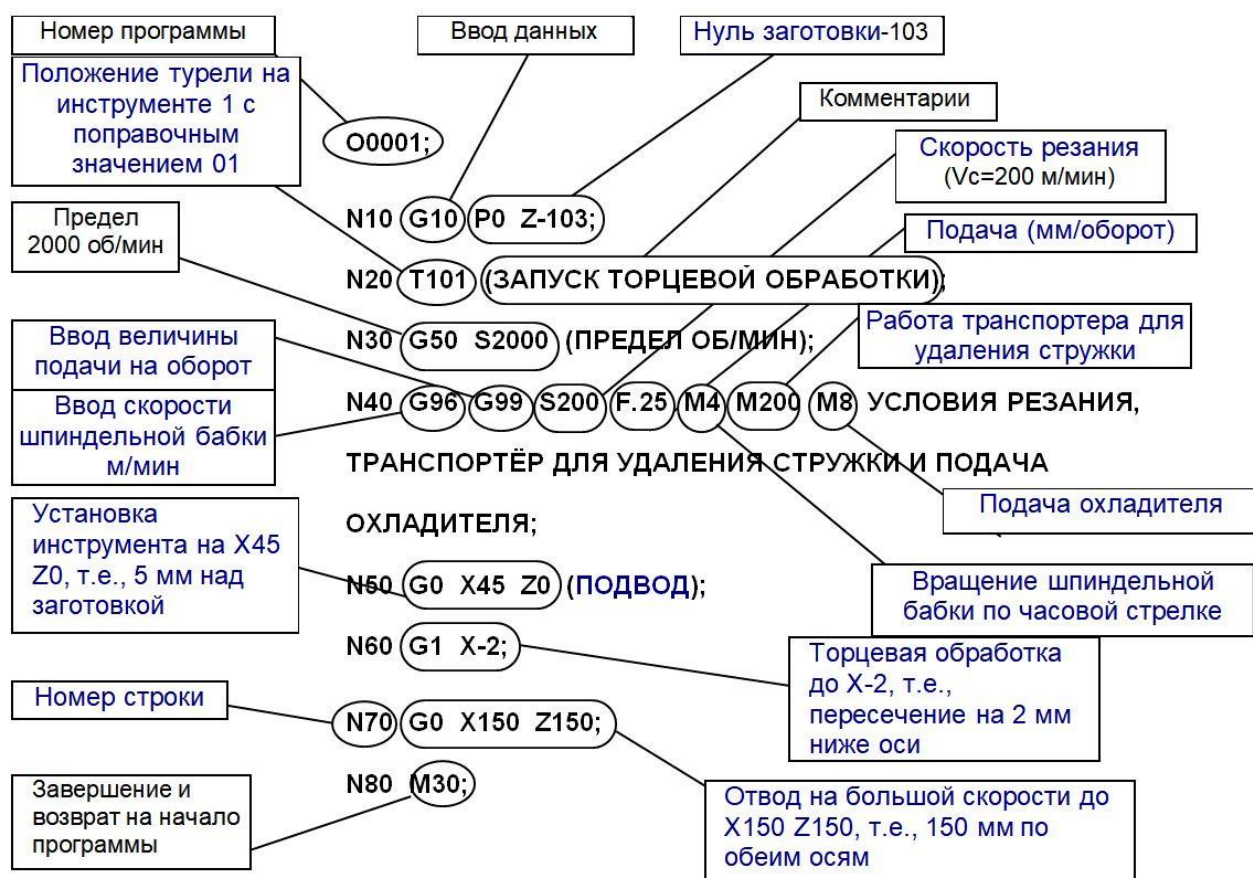 Номер программы
Ввод данных
Нуль заготовки-103
Положение турели на
инструменте 1 с
поправочным
значением 01
Комментарии
O0001;
Скорость резания
(Vc=200 м/мин)
Предел
2000 об/мин
N10 G10 P0 Z-103;
Подача (мм/оборот)
N20 T101 (ЗАПУСК ТОРЦЕВОЙ ОБРАБОТКИ);
Ввод величины
подачи на оборот
N30 G50 S2000 (ПРЕДЕЛ ОБ/МИН);
Работа транспортера для
удаления стружки
Ввод скорости
шпиндельной бабки
м/мин
N40 G96 G99 S200 F.25 M4 M200 M8 УСЛОВИЯ РЕЗАНИЯ,
ТРАНСПОРТЁР ДЛЯ УДАЛЕНИЯ СТРУЖКИ И ПОДАЧА
ОХЛАДИТЕЛЯ;
Подача охладителя
Установка
инструмента на X45
Z0, т.е., 5 мм над
заготовкой
N50 G0 X45 Z0 (ПОДВОД);
Вращение шпиндельной
бабки по часовой стрелке
N60 G1 X-2;
Торцевая обработка
до X-2, т.е.,
пересечение на 2 мм
ниже оси
Номер строки
N70 G0 X150 Z150;
N80 M30;
Завершение и
возврат на начало
программы
Отвод на большой скорости до
X150 Z150, т.е., 150 мм по
обеим осям